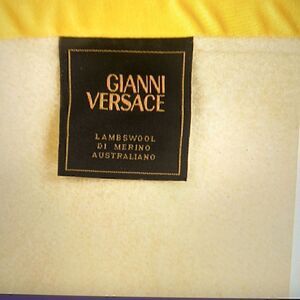 GIANNI
VERSACE
LAMBSWOOL
DI MERINO
AUSTRALIANO